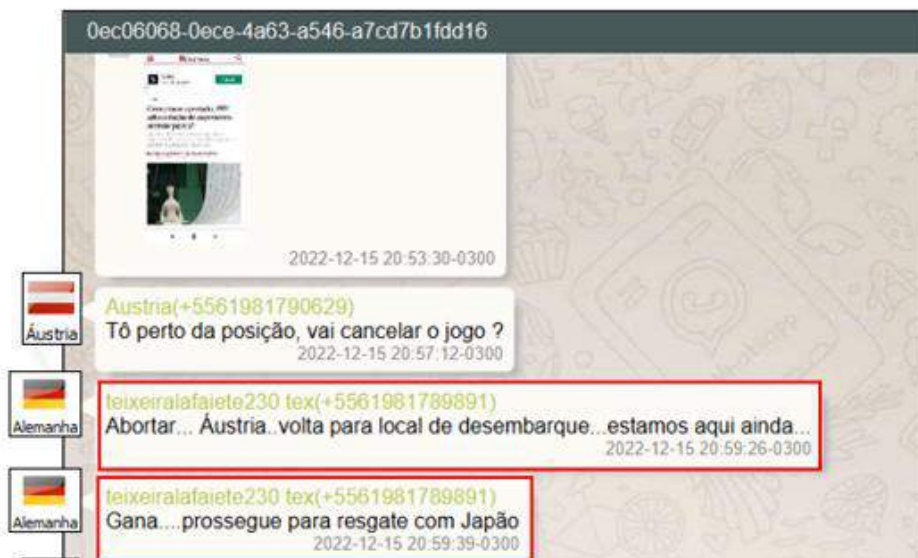 0ec06068-0ece-4a63-a546-a7cd7b1fdd16
2022-12-15 20:53:30-0300
Áustria
Austria(+5561981790629)
Tô perto da posição, vai cancelar o jogo ?
2022-12-15 20:57:12-0300
Alemanha
teixeiralafaiete230 tex(+5561981789891)
Abortar... Áustria..volta para local de desembarque...estamos aqui ainda...
2022-12-15 20:59:26-0300
Alemanha
teixeiralafaiete230 tex(+5561981789891)
Gana....prossegue para resgate com Japão
2022-12-15 20:59:39-0300